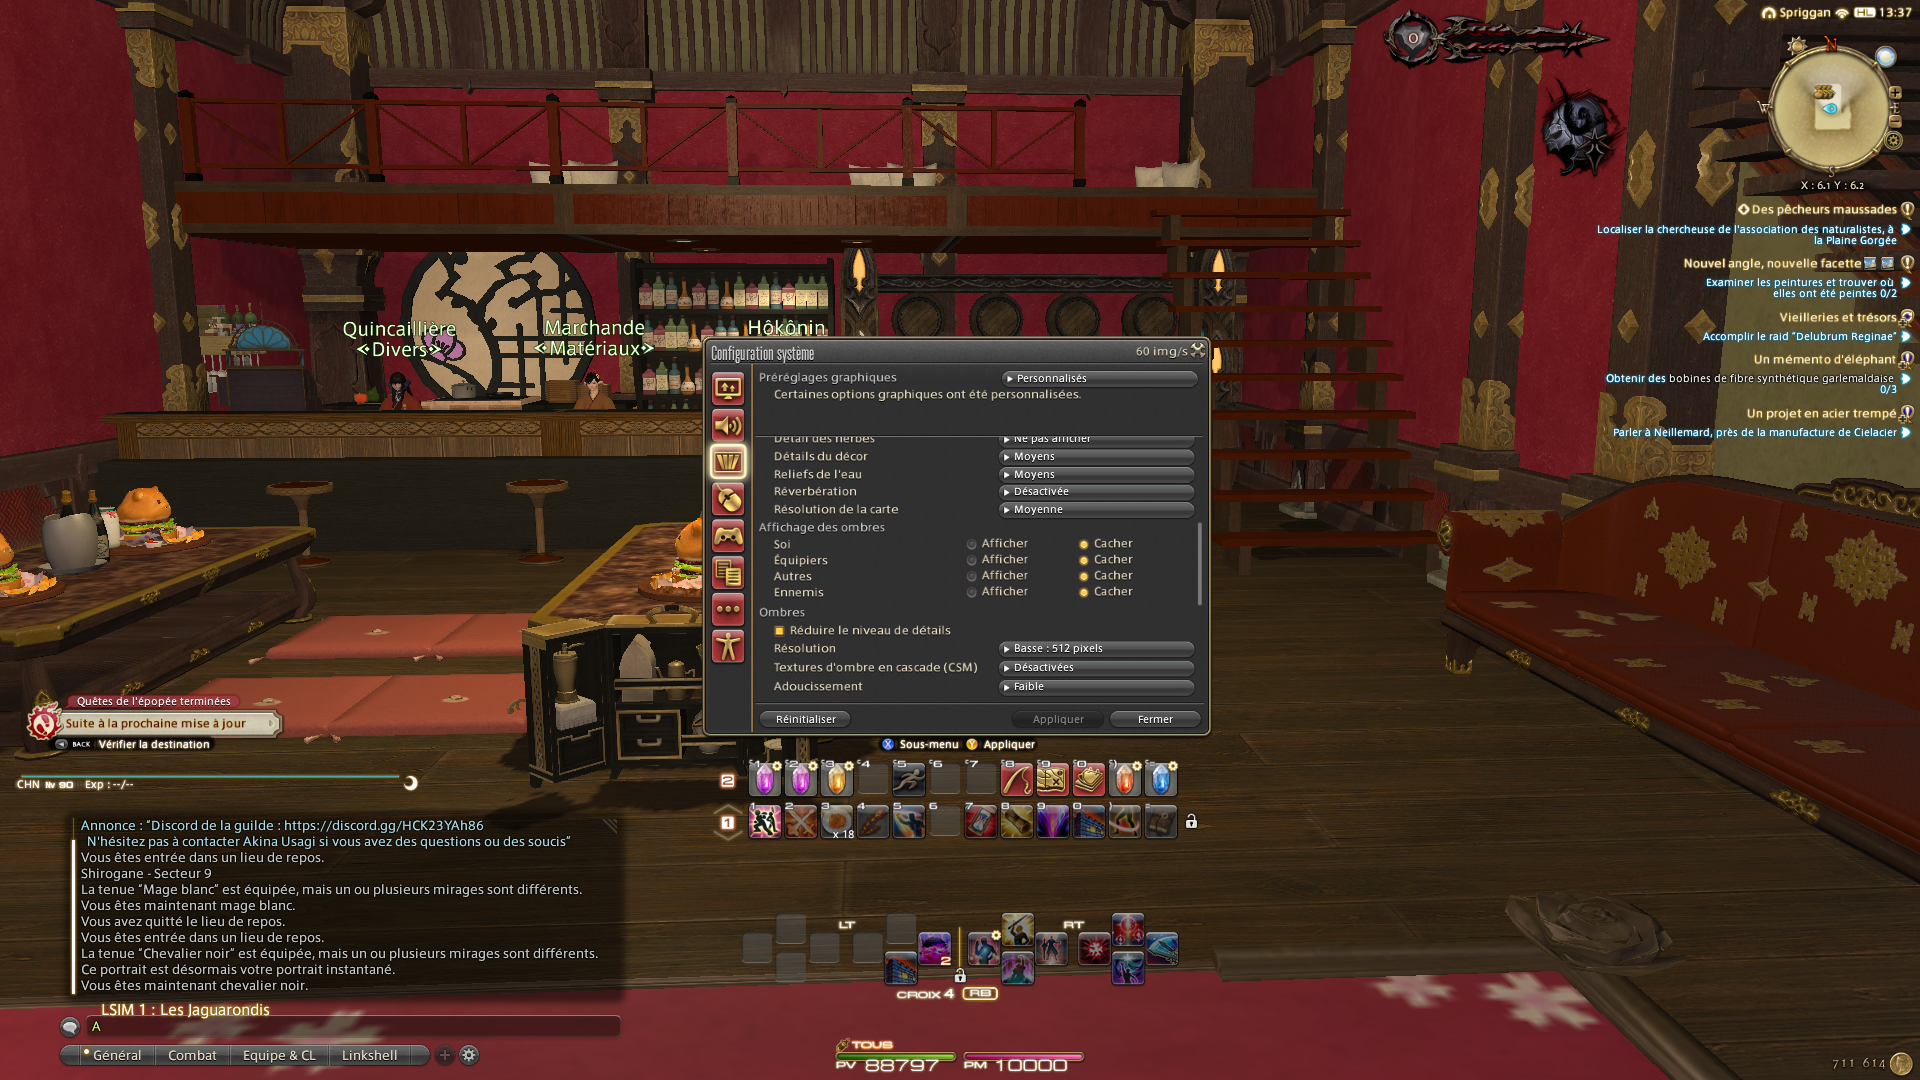 Spriggan HL 13:37
N
W
E
S
X : 6.1 Y : 6.2
Des pêcheurs maussades
Localiser la chercheuse de l'association des naturalistes, à
la Plaine Gorgée
Nouvel angle, nouvelle facette
Examiner les peintures et trouver où
elles ont été peintes 0/2
Vieilleries et trésors
Accomplir le raid "Delubrum Reginae"
Un mémento d'éléphant
Obtenir des bobines de fibre synthétique garlemaldaise
0/3
Un projet en acier trempé
Parler à Neillemard, près de la manufacture de Cielacier
Quincaillière
Divers
Marchande
Matériaux
Hôkônin
Configuration système
60 img/s
Préréglages graphiques
Personnalisés
Certaines options graphiques ont été personnalisées.
Détail des herbes
Ne pas afficher
Détails du décor
Moyens
Reliefs de l'eau
Moyens
Réverbération
Désactivée
Résolution de la carte
Moyenne
Affichage des ombres
Soi
Afficher
Cacher
Équipiers
Afficher
Cacher
Autres
Afficher
Cacher
Ennemis
Afficher
Cacher
Ombres
Réduire le niveau de détails
Résolution
Basse : 512 pixels
Textures d'ombre en cascade (CSM)
Désactivées
Adoucissement
Faible
Réinitialiser
Appliquer
Fermer
X Sous-menu Y Appliquer
Quêtes de l'épopée terminées
Suite à la prochaine mise à jour
BACK Vérifier la destination
CHN niv 90 Exp : --/--
2
1
x 18
Annonce : "Discord de la guilde : https://discord.gg/HCK23YAh86
N'hésitez pas à contacter Akina Usagi si vous avez des questions ou des soucis"
Vous êtes entrée dans un lieu de repos.
Shirogane - Secteur 9
La tenue "Mage blanc" est équipée, mais un ou plusieurs mirages sont différents.
Vous êtes maintenant mage blanc.
Vous avez quitté le lieu de repos.
Vous êtes entrée dans un lieu de repos.
La tenue "Chevalier noir" est équipée, mais un ou plusieurs mirages sont différents.
Ce portrait est désormais votre portrait instantané.
Vous êtes maintenant chevalier noir.
LSIM 1 : Les Jaguarondis
A
Général
Combat
Equipe & CL
Linkshell
LT
RT
2
CROIX 4 RB
TOUS
PV 88797
PM 10000
711 614